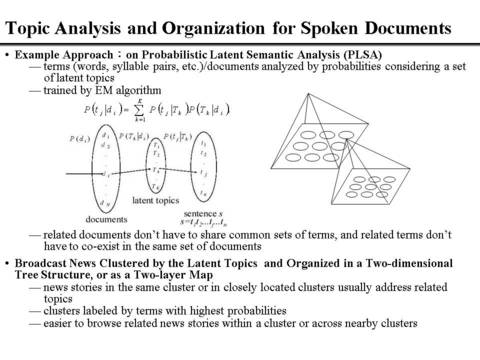 Topic Analysis and Organization for Spoken Documents
• Example Approach : on Probabilistic Latent Semantic Analysis (PLSA)
— terms (words, syllable pairs, etc.)/documents analyzed by probabilities considering a set
of latent topics
— trained by EM algorithm
P(t_j|d_i) = Σ_{k=1}^{K} P(t_j|T_k)P(T_k|d_i)
P(d_i) P(T_k|d_i) P(t_j|T_k)
d_1 T_1 t_1
d_2 T_2 t_2
d_i T_k t_j
d_N T_K t_n
latent topics
documents
sentence s
s=t_1t_2...t_j...t_n
— related documents don't have to share common sets of terms, and related terms don't
have to co-exist in the same set of documents
• Broadcast News Clustered by the Latent Topics and Organized in a Two-dimensional
Tree Structure, or as a Two-layer Map
— news stories in the same cluster or in closely located clusters usually address related
topics
— clusters labeled by terms with highest probabilities
— easier to browse related news stories within a cluster or across nearby clusters